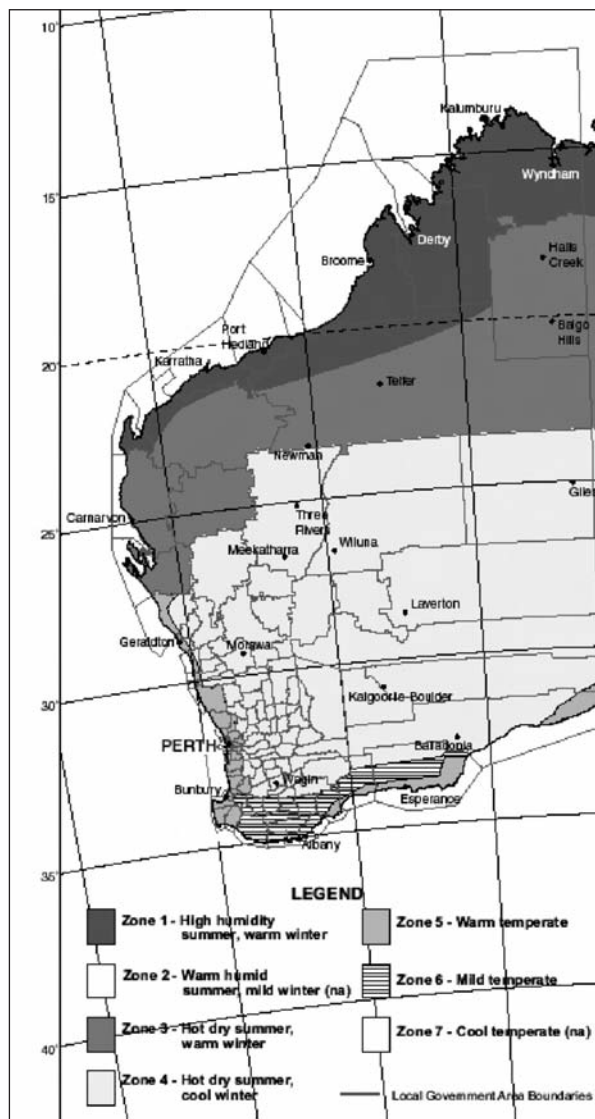 10°
Kalumburu
15°
Wyndham
Derby
Broome
Halls
Creek
Port
Hedland
Balgo
Hills
20°
Karratha
Telfer
Newman
Giles
Carnarvon
Three
Rivers
25°
Meekatharra
Wiluna
Laverton
Geraldton
Morawa
30°
Kalgoorlie-Boulder
PERTH
Balladonia
Bunbury
Wagin
Esperance
Albany
35°
LEGEND
Zone 1 - High humidity
summer, warm winter
Zone 2 - Warm humid
summer, mild winter (na)
Zone 3 - Hot dry summer,
warm winter
40°
Zone 4 - Hot dry summer,
cool winter
Zone 5 - Warm temperate
Zone 6 - Mild temperate
Zone 7 - Cool temperate (na)
Local Government Area Boundaries